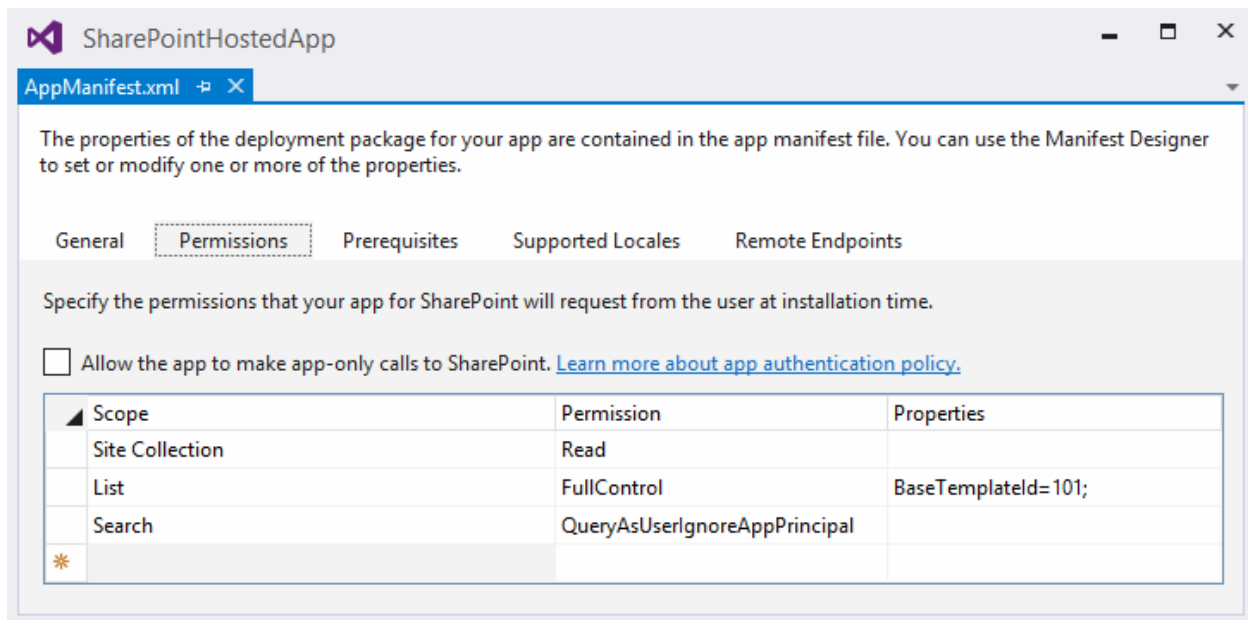 SharePointHostedApp
AppManifest.xml
The properties of the deployment package for your app are contained in the app manifest file. You can use the Manifest Designer
to set or modify one or more of the properties.
General Permissions Prerequisites Supported Locales Remote Endpoints
Specify the permissions that your app for SharePoint will request from the user at installation time.
Allow the app to make app-only calls to SharePoint. Learn more about app authentication policy.
Scope Permission Properties
Site Collection Read
List FullControl BaseTemplateId=101;
Search QueryAsUserIgnoreAppPrincipal